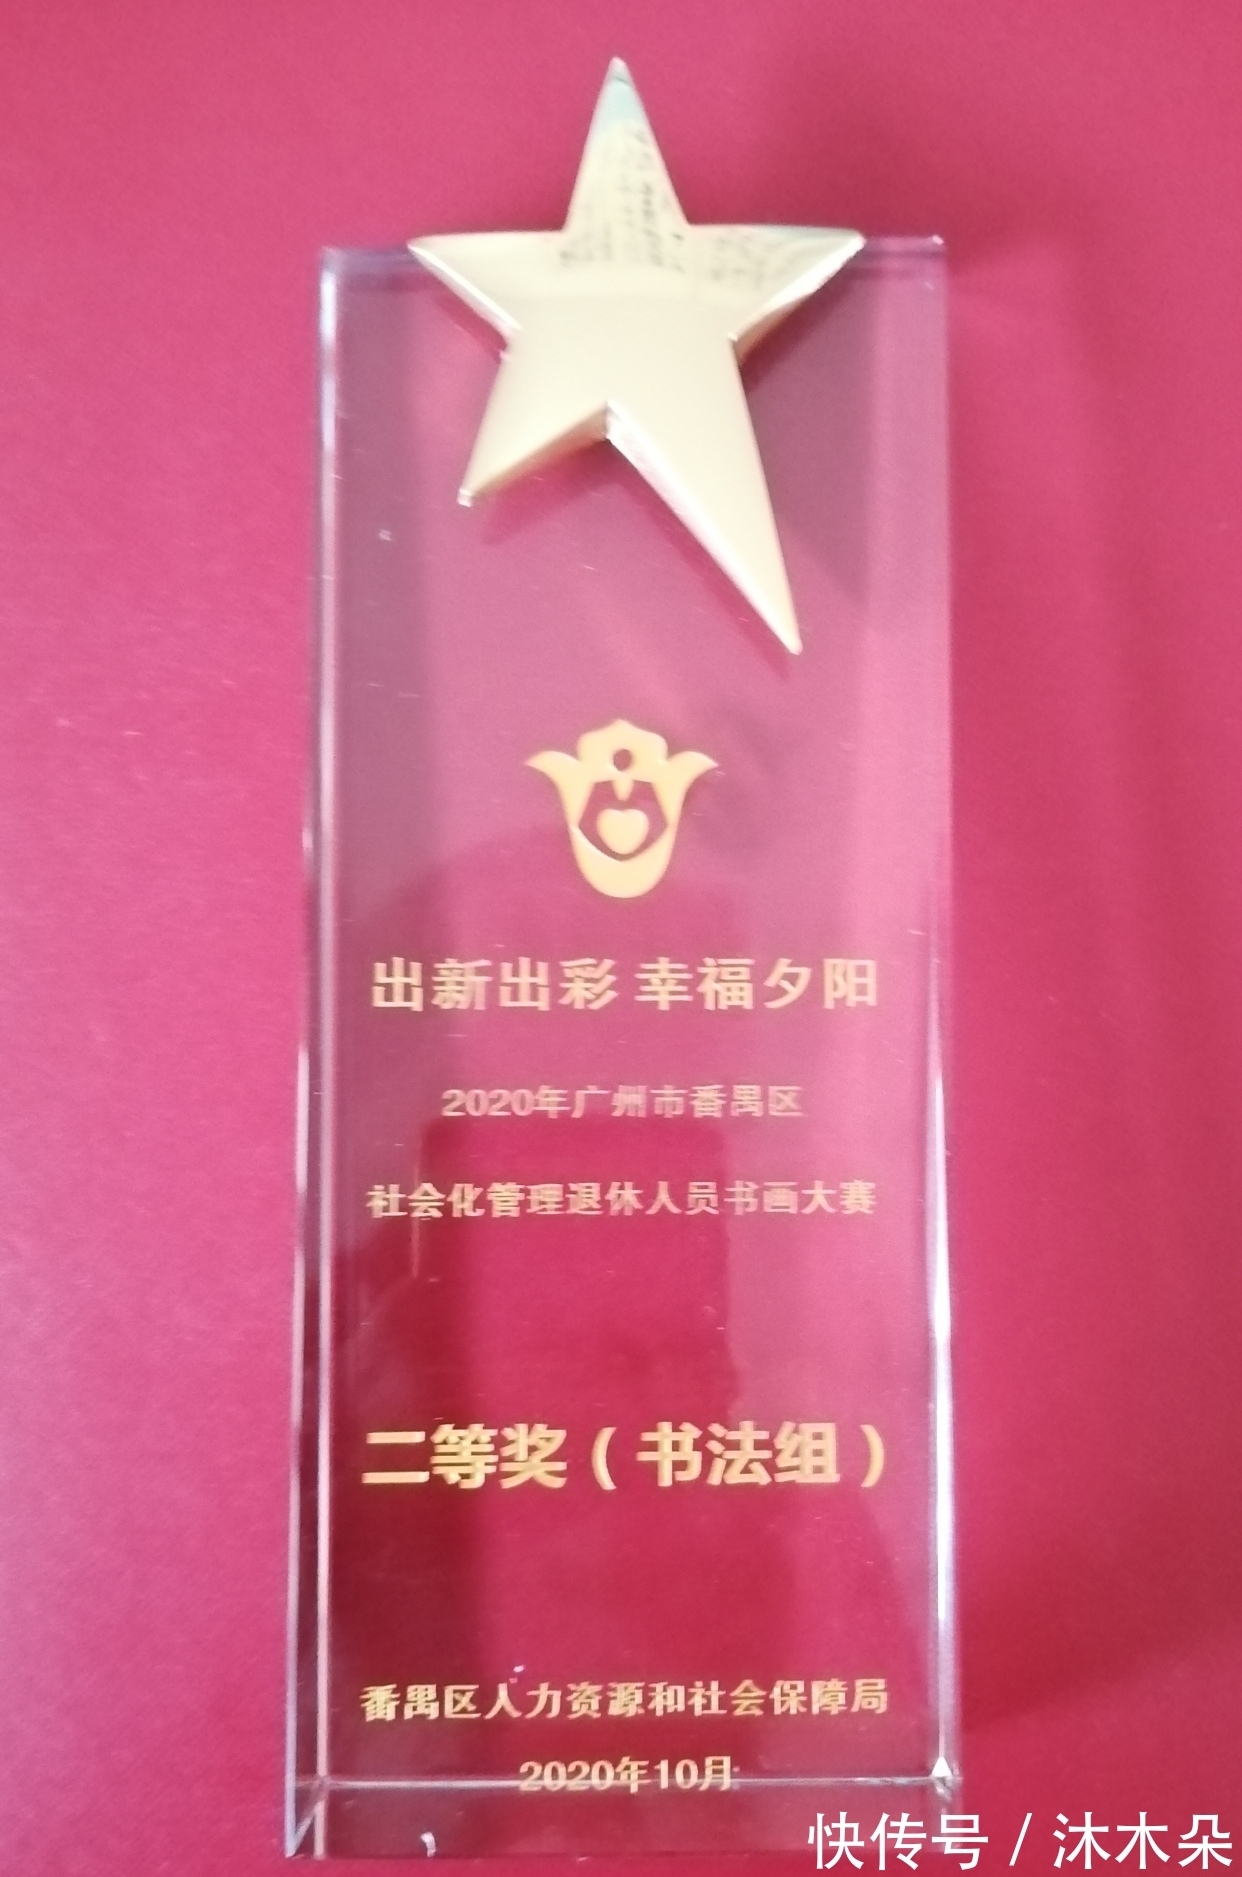 出新出彩 幸福夕阳
2020年广州市番禺区
社会化管理退休人员书画大赛
二等奖（书法组）
番禺区人力资源和社会保障局
2020年10月
快传号 / 沐木朵